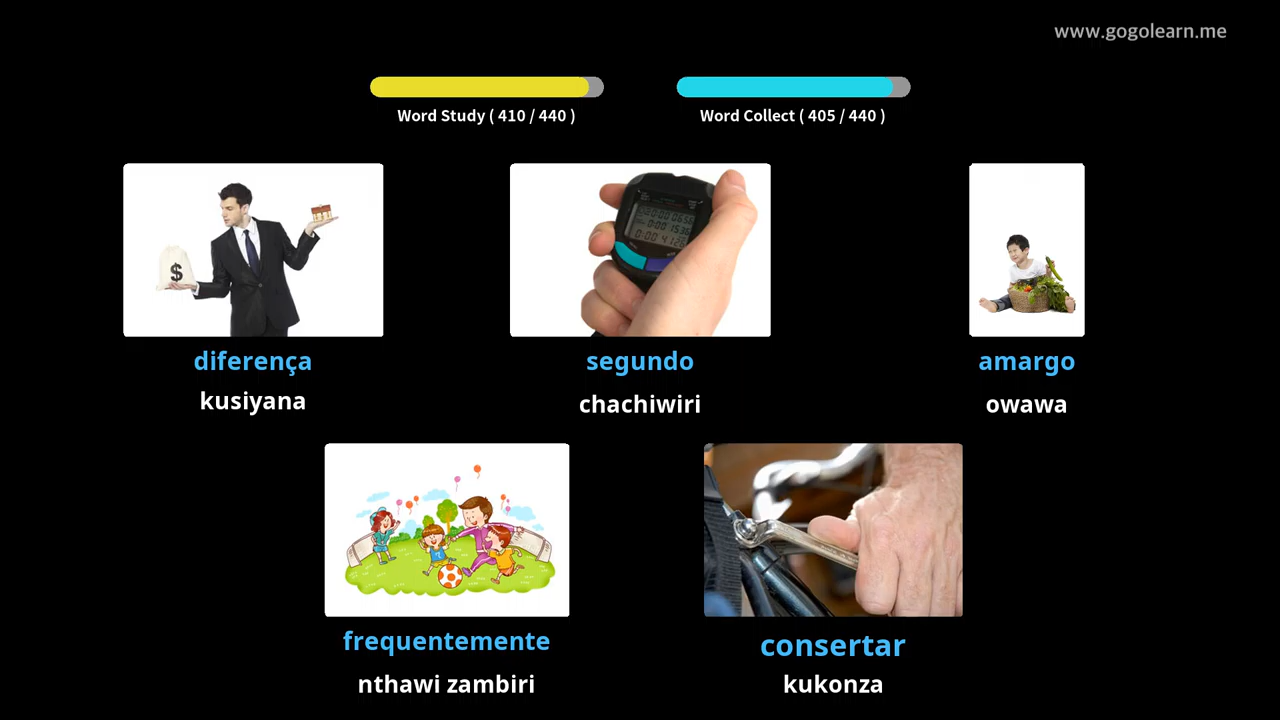 www.gogolearn.me
Word Study ( 410 / 440 )
Word Collect ( 405 / 440 )
$
diferença
segundo
amargo
kusiyana
chachiwiri
owawa
frequentemente
consertar
nthawi zambiri
kukonza